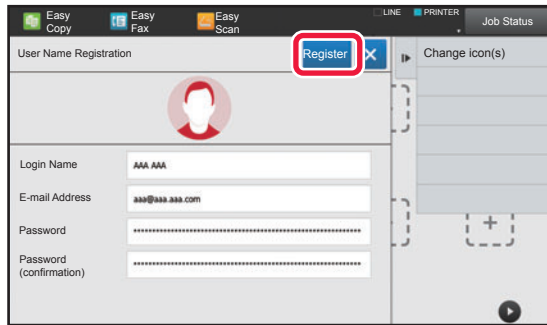 Easy Copy
Easy Fax
Easy Scan
LINE
PRINTER
Job Status
User Name Registration
Register
Change icon(s)
Login Name
AAA AAA
E-mail Address
aaa@aaa.aaa.com
Password
Password (confirmation)